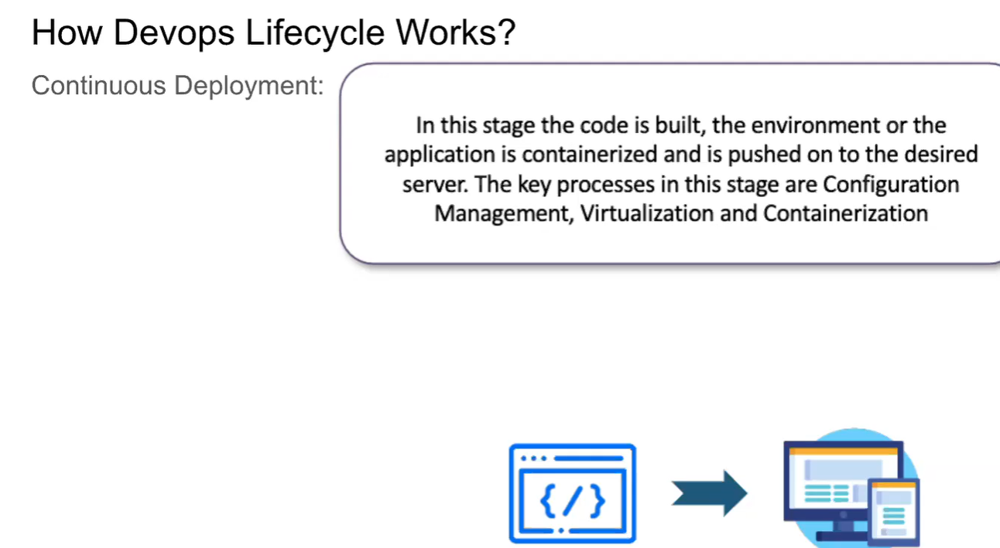 How Devops Lifecycle Works?
Continuous Deployment:
In this stage the code is built, the environment or the
application is containerized and is pushed on to the desired
server. The key processes in this stage are Configuration
Management, Virtualization and Containerization
{/}